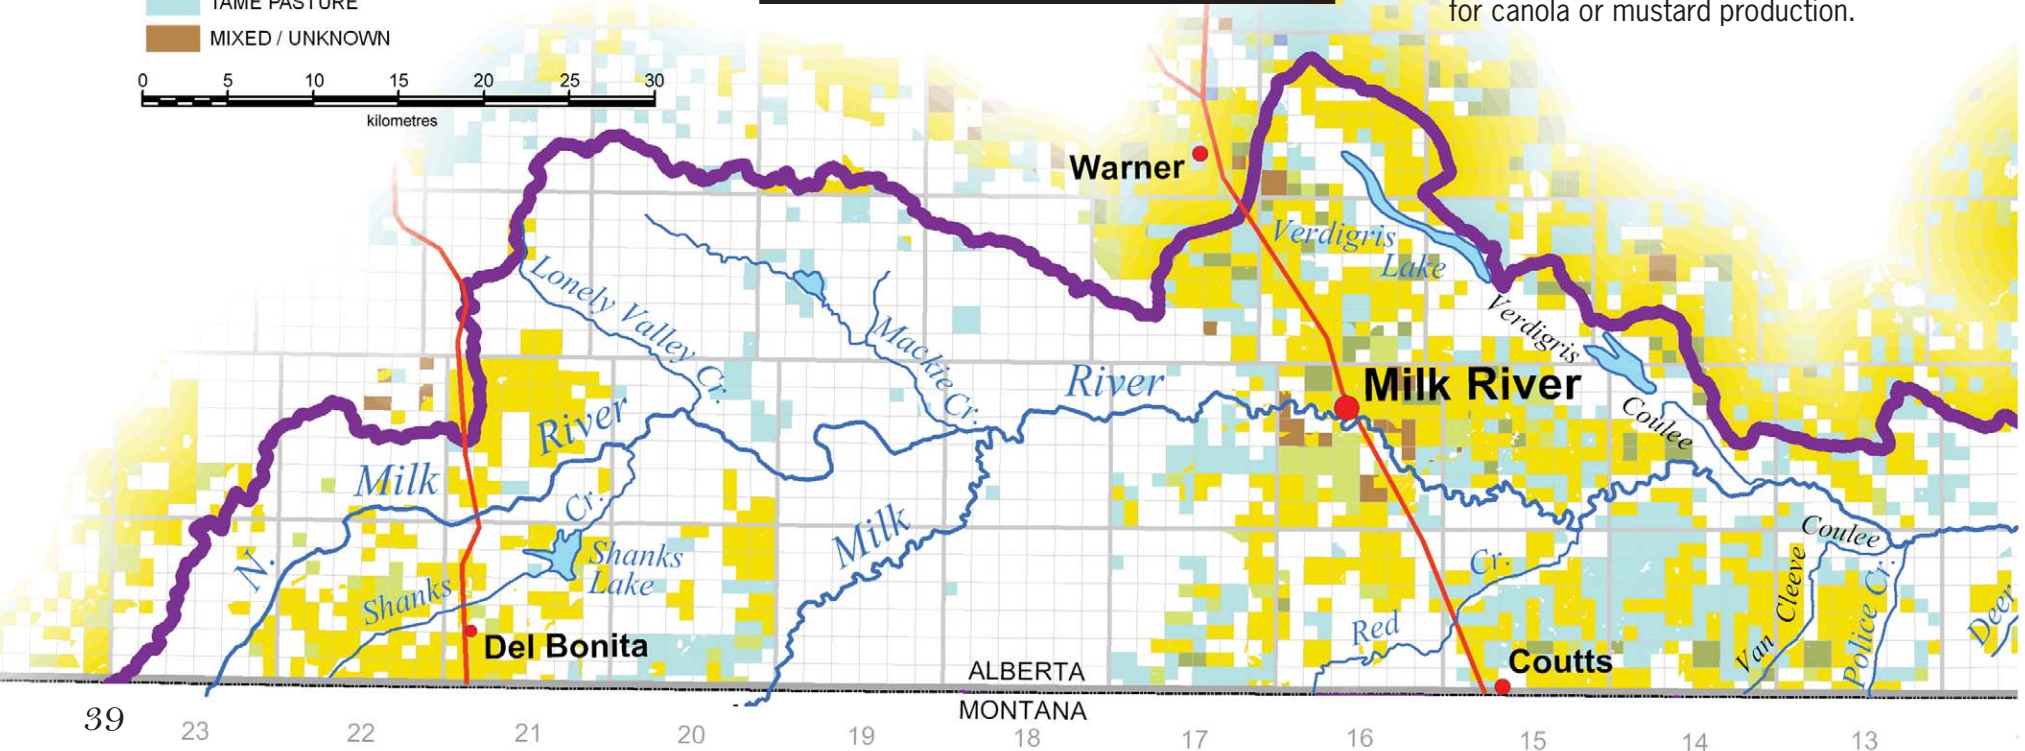 TAME PASTURE
for canola or mustard production.
MIXED / UNKNOWN
0 5 10 15 20 25 30
kilometres
Warner
Verdigris
Lake
Lonely Valley Cr.
Mackie Cr.
Verdigris
Coulee
River
Milk River
River
Milk
Cr.
Milk
N.
Shanks
Lake
Shanks
Coulee
Cr.
Van Cleeve
Police Cr.
Deer
Red
Del Bonita
Coutts
ALBERTA
MONTANA
39
23 22 21 20 19 18 17 16 15 14 13